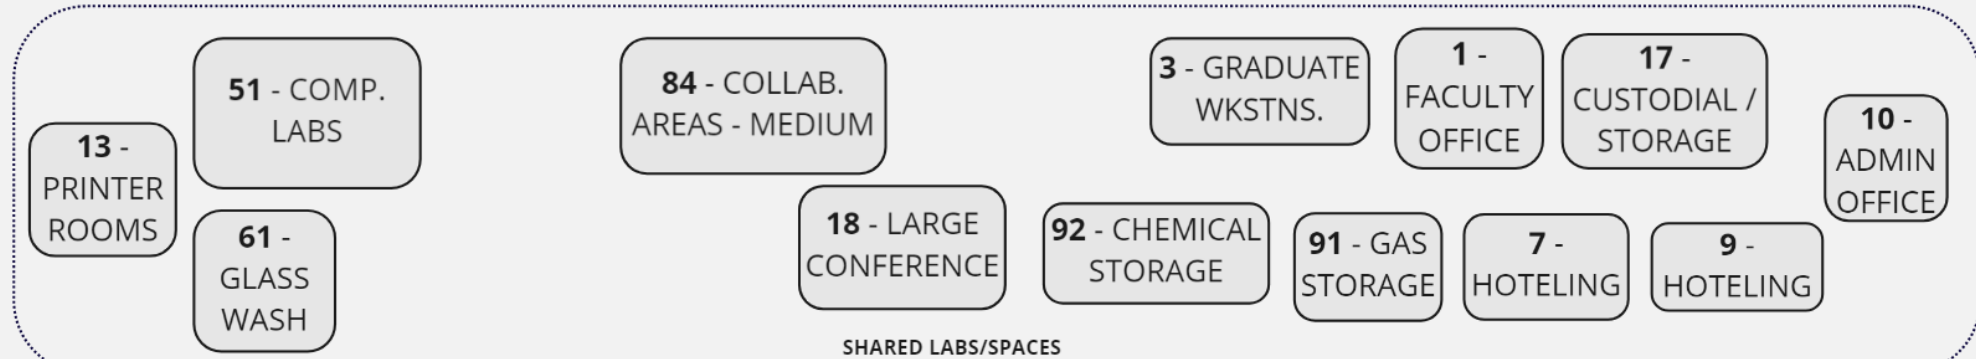 13 -
PRINTER
ROOMS
51 - COMP.
LABS
61 -
GLASS
WASH
84 - COLLAB.
AREAS - MEDIUM
18 - LARGE
CONFERENCE
3 - GRADUATE
WKSTNS.
92 - CHEMICAL
STORAGE
1 -
FACULTY
OFFICE
91 - GAS
STORAGE
17 -
CUSTODIAL /
STORAGE
7 -
HOTELING
9 -
HOTELING
10 -
ADMIN
OFFICE
SHARED LABS/SPACES